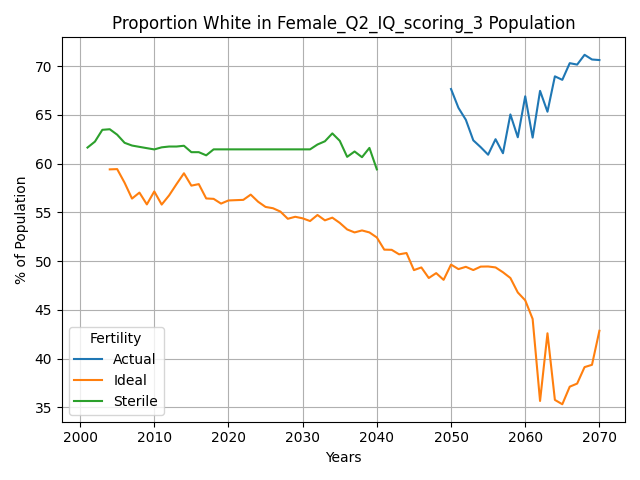 Proportion White in Female_Q2_IQ_scoring_3 Population
% of Population
70
65
60
55
50
45
40
35
Fertility
Actual
Ideal
Sterile
2000 2010 2020 2030 2040 2050 2060 2070
Years